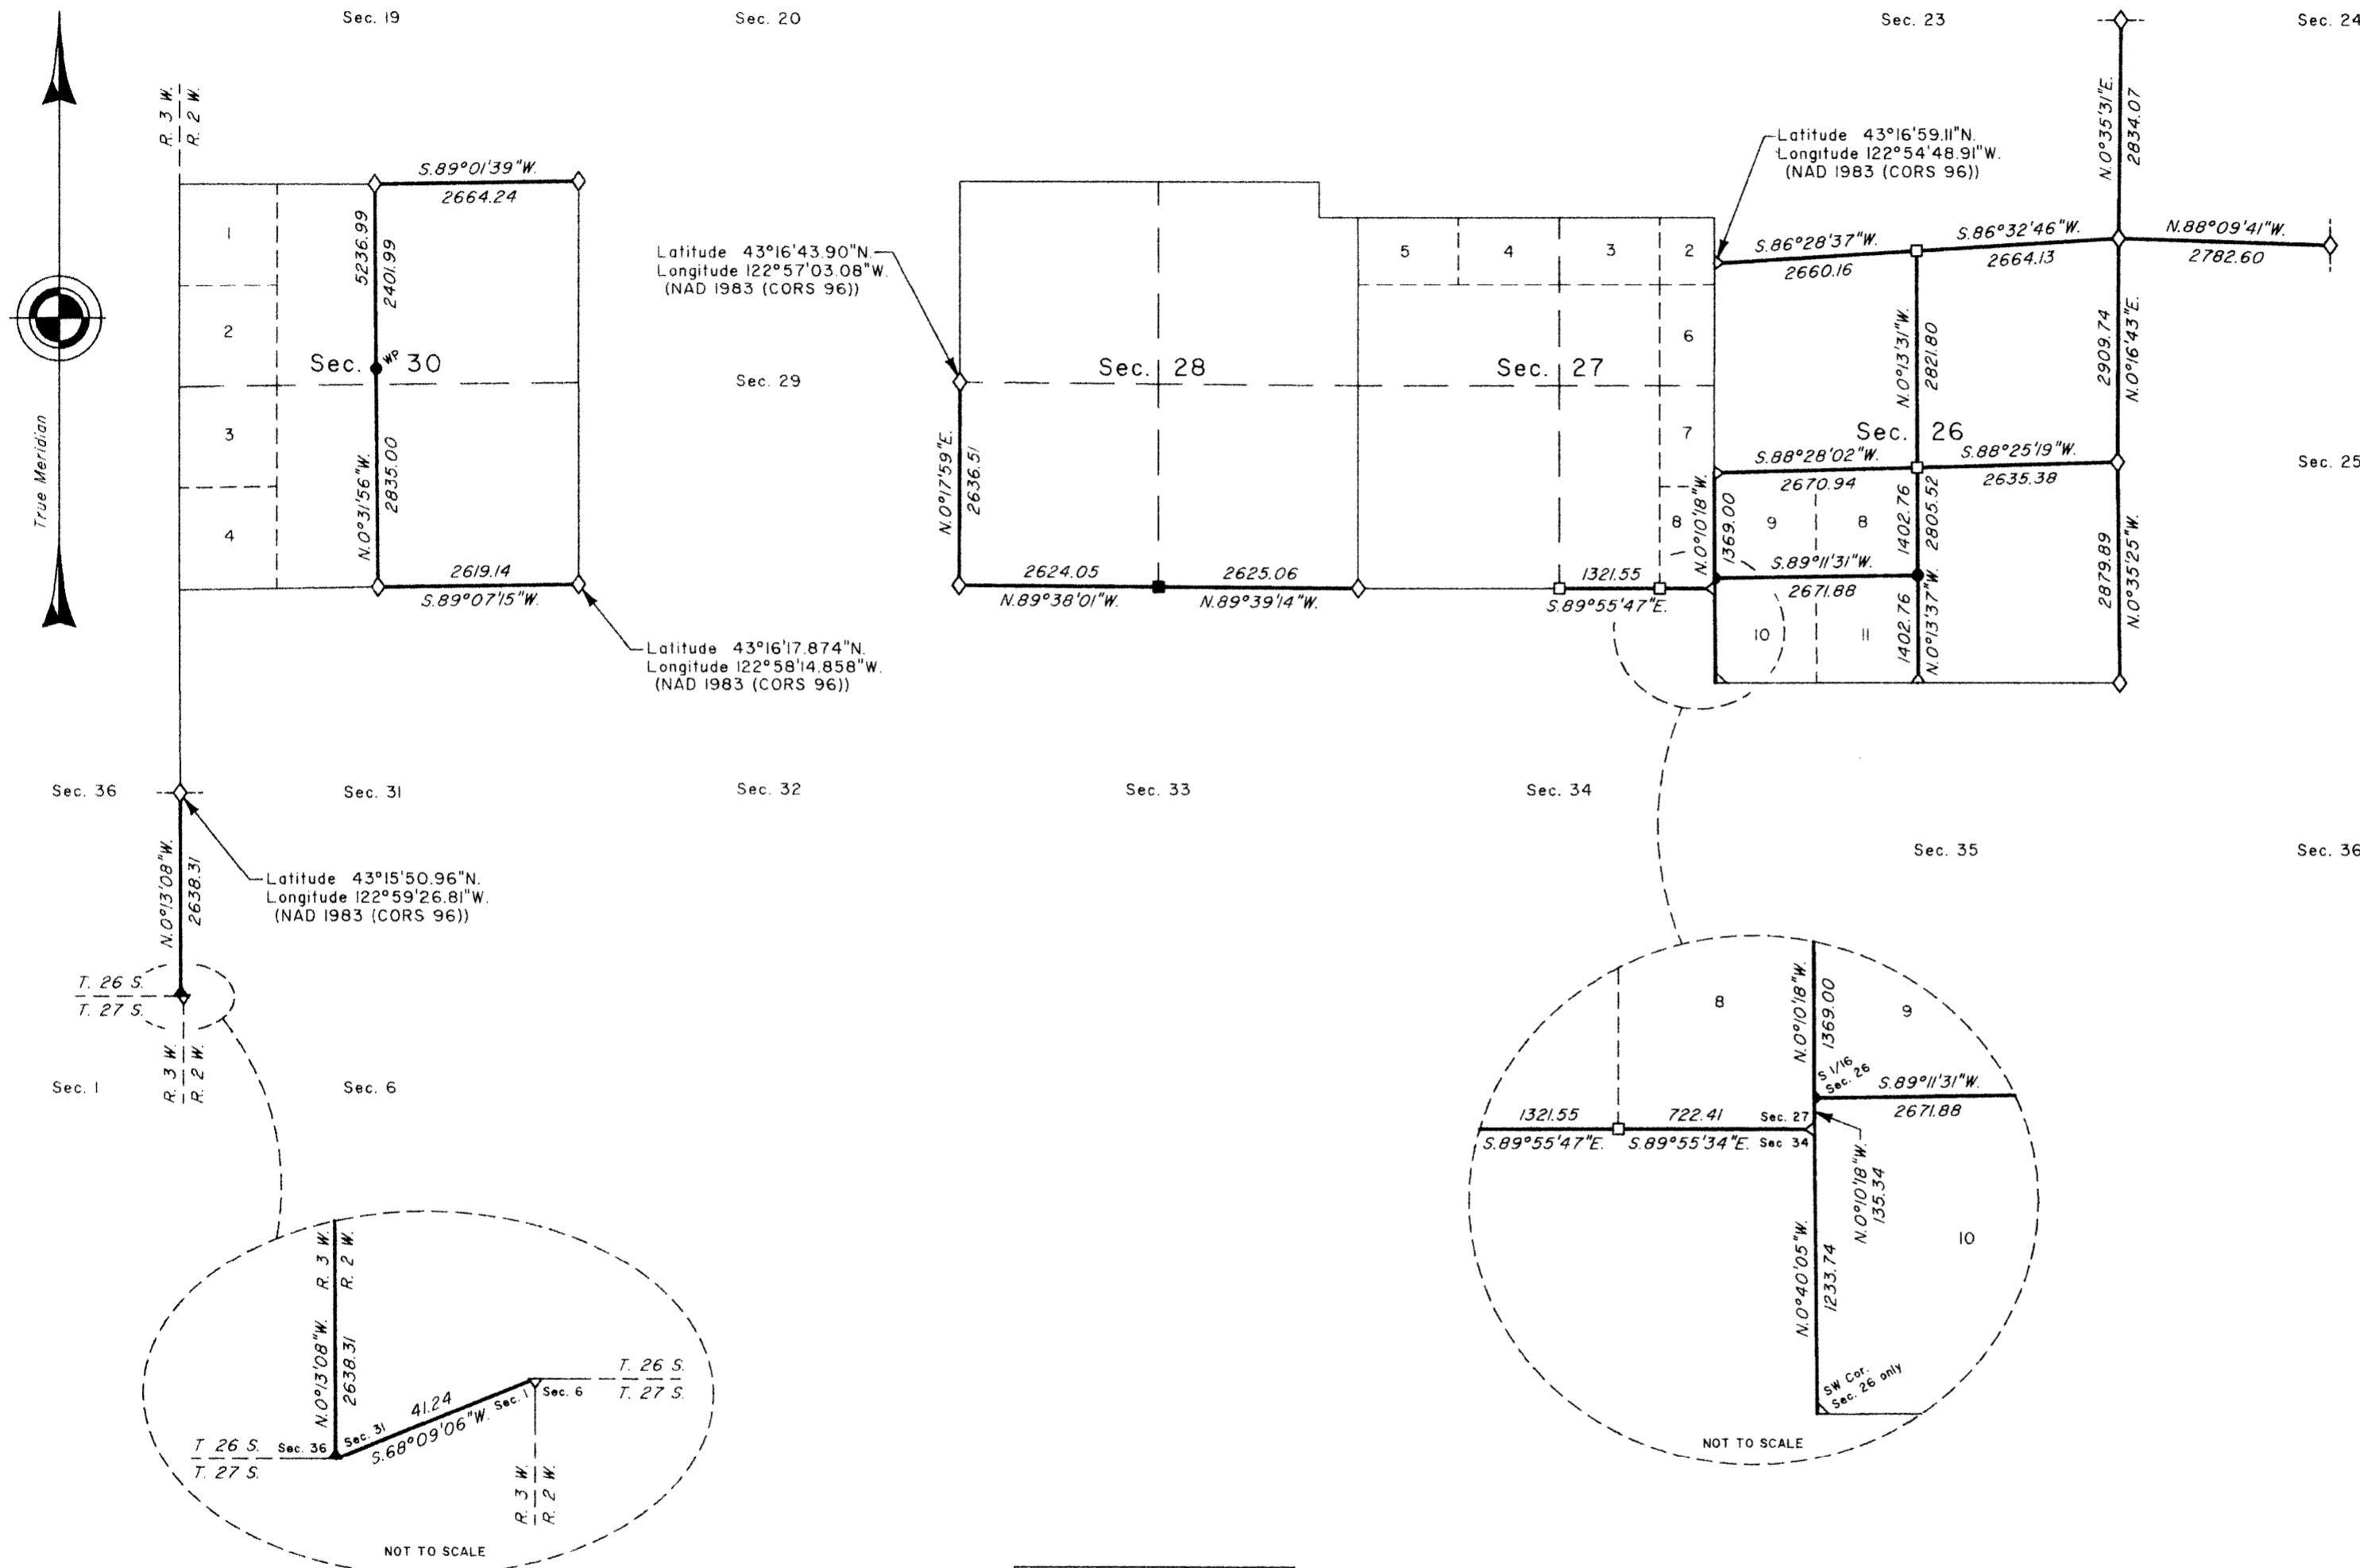 Sec. 19
Sec. 20
Sec. 23
Sec. 24
R. 3 W.
R. 2 W.
N.0°35'31"E.
2834.07
Latitude 43°16'59.11"N.
Longitude 122°54'48.91"W.
(NAD 1983 (CORS 96))
S.89°01'39"W.
2664.24
5236.99
2401.99
Latitude 43°16'43.90"N.
Longitude 122°57'03.08"W.
(NAD 1983 (CORS 96))
S.86°28'37"W.
2660.16
S.86°32'46"W.
2664.13
N.88°09'41"W.
2782.60
1
5
4
3
2
2
6
Sec. 30
WP
Sec. 29
Sec. 28
Sec. 27
N.0°13'31"W.
2821.80
2909.74
N.0°16'43"E.
True Meridian
3
7
Sec. 26
Sec. 25
S.88°28'02"W.
2670.94
S.88°25'19"W.
2635.38
N.0°31'56"W.
2835.00
N.0°17'59"E.
2636.51
4
8
N.0°10'18"W.
1369.00
9
8
1402.76
2805.52
S.89°11'31"W.
2671.88
2879.89
N.0°35'25"W.
2619.14
S.89°07'15"W.
2624.05
N.89°38'01"W.
2625.06
N.89°39'14"W.
1321.55
S.89°55'47"E.
10
11
1402.76
N.0°13'37"W.
Latitude 43°16'17.874"N.
Longitude 122°58'14.858"W.
(NAD 1983 (CORS 96))
Sec. 36
Sec. 31
Sec. 32
Sec. 33
Sec. 34
Sec. 35
Sec. 36
N.0°13'08"W.
2638.31
Latitude 43°15'50.96"N.
Longitude 122°59'26.81"W.
(NAD 1983 (CORS 96))
T. 26 S.
T. 27 S.
R. 3 W.
R. 2 W.
Sec. 1
Sec. 6
N.0°10'18"W.
1369.00
8
9
S 1/16
Sec. 26
S.89°11'31"W.
2671.88
1321.55
S.89°55'47"E.
722.41
S.89°55'34"E.
Sec. 27
Sec 34
N.0°10'18"W.
135.34
N.0°40'05"W.
1233.74
10
SW Cor.
Sec. 26 only
NOT TO SCALE
R. 3 W.
R. 2 W.
N.0°13'08"W.
2638.31
T. 26 S.
T. 27 S.
41.24
S.68°09'06"W.
Sec. 1
Sec. 6
Sec. 31
T 26 S.
Sec. 36
T. 27 S.
R. 3 W.
R. 2 W.
NOT TO SCALE